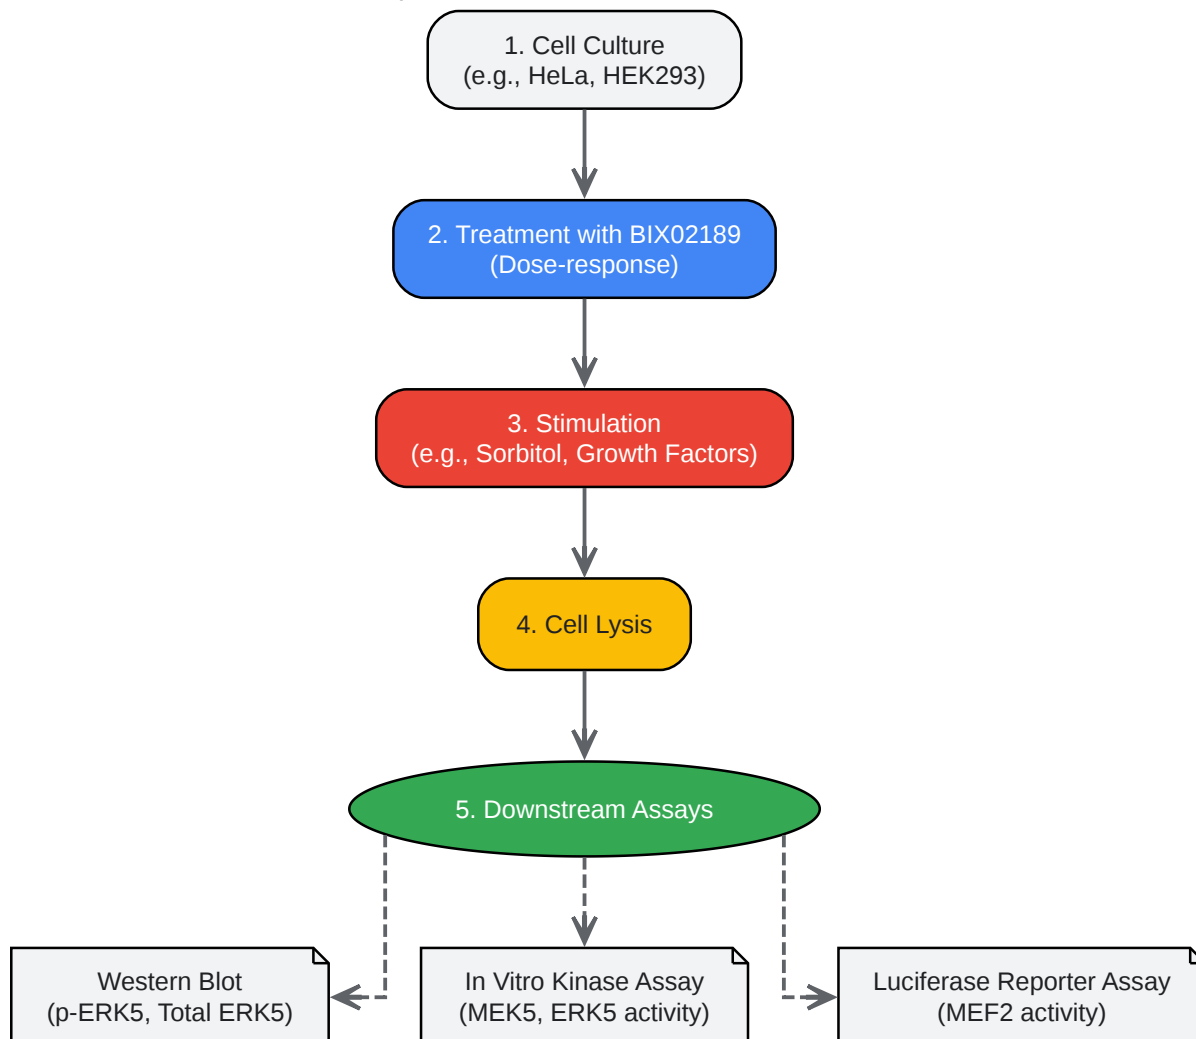 1. Cell Culture
(e.g., HeLa, HEK293)
2. Treatment with BIX02189
(Dose-response)
3. Stimulation
(e.g., Sorbitol, Growth Factors)
4. Cell Lysis
5. Downstream Assays
Western Blot
(p-ERK5, Total ERK5)
In Vitro Kinase Assay
(MEK5, ERK5 activity)
Luciferase Reporter Assay
(MEF2 activity)